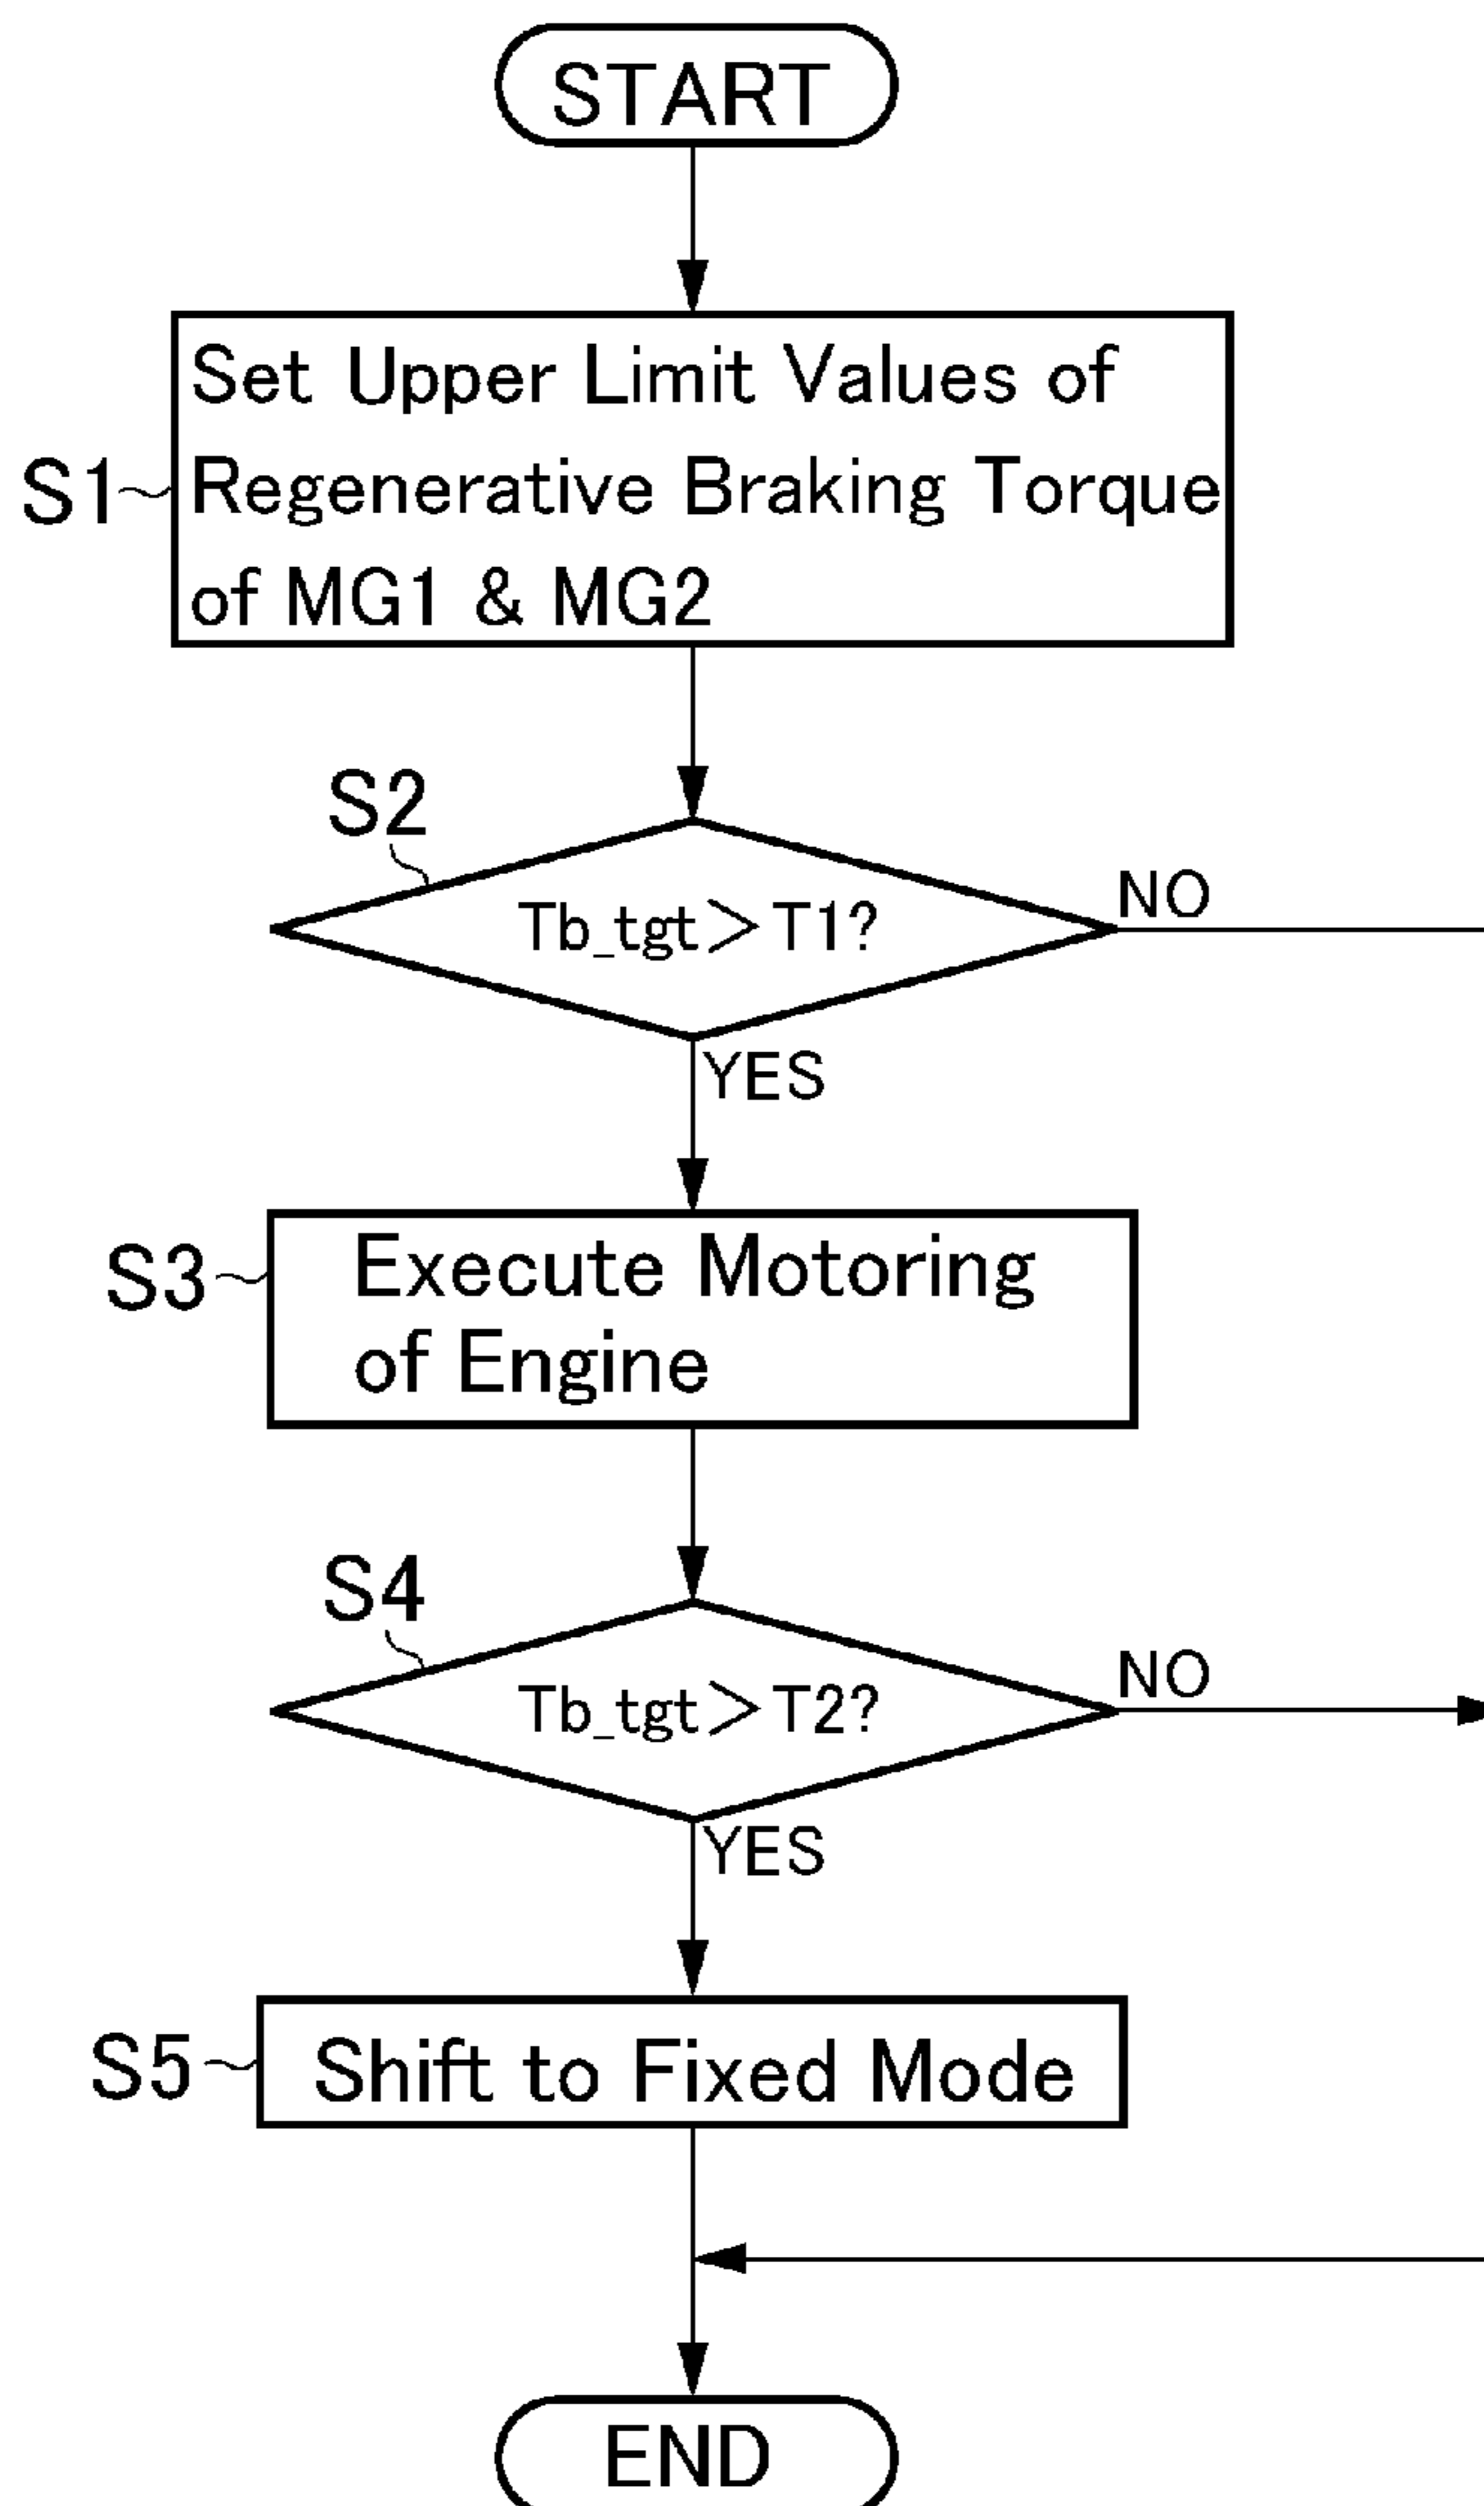 START
Set Upper Limit Values of
S1 Regenerative Braking Torque
of MG1 & MG2
S2
Tb_tgt>T1?
NO
YES
S3 Execute Motoring
of Engine
S4
Tb_tgt>T2?
NO
YES
S5 Shift to Fixed Mode
END